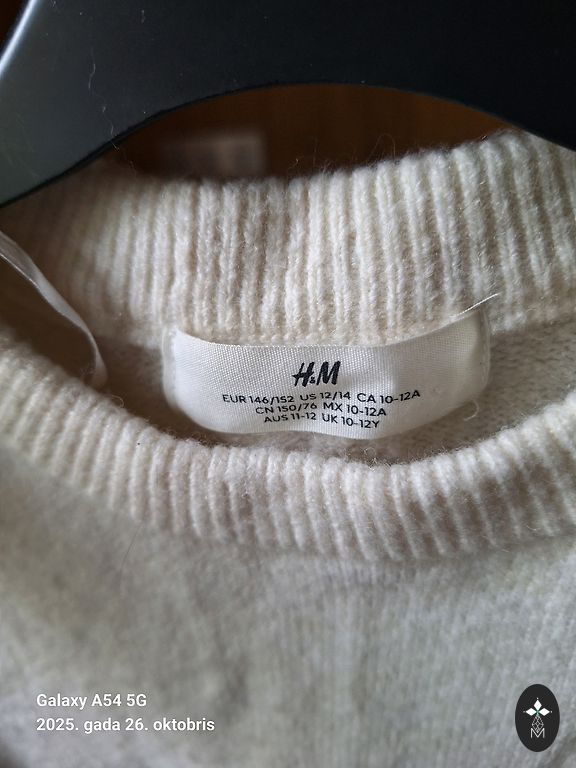 H&M
EUR 146/152 US 12/14 CA 10-12A
CN 150/76 MX 10-12A
AUS 11-12 UK 10-12Y
Galaxy A54 5G
2025. gada 26. oktobris
M